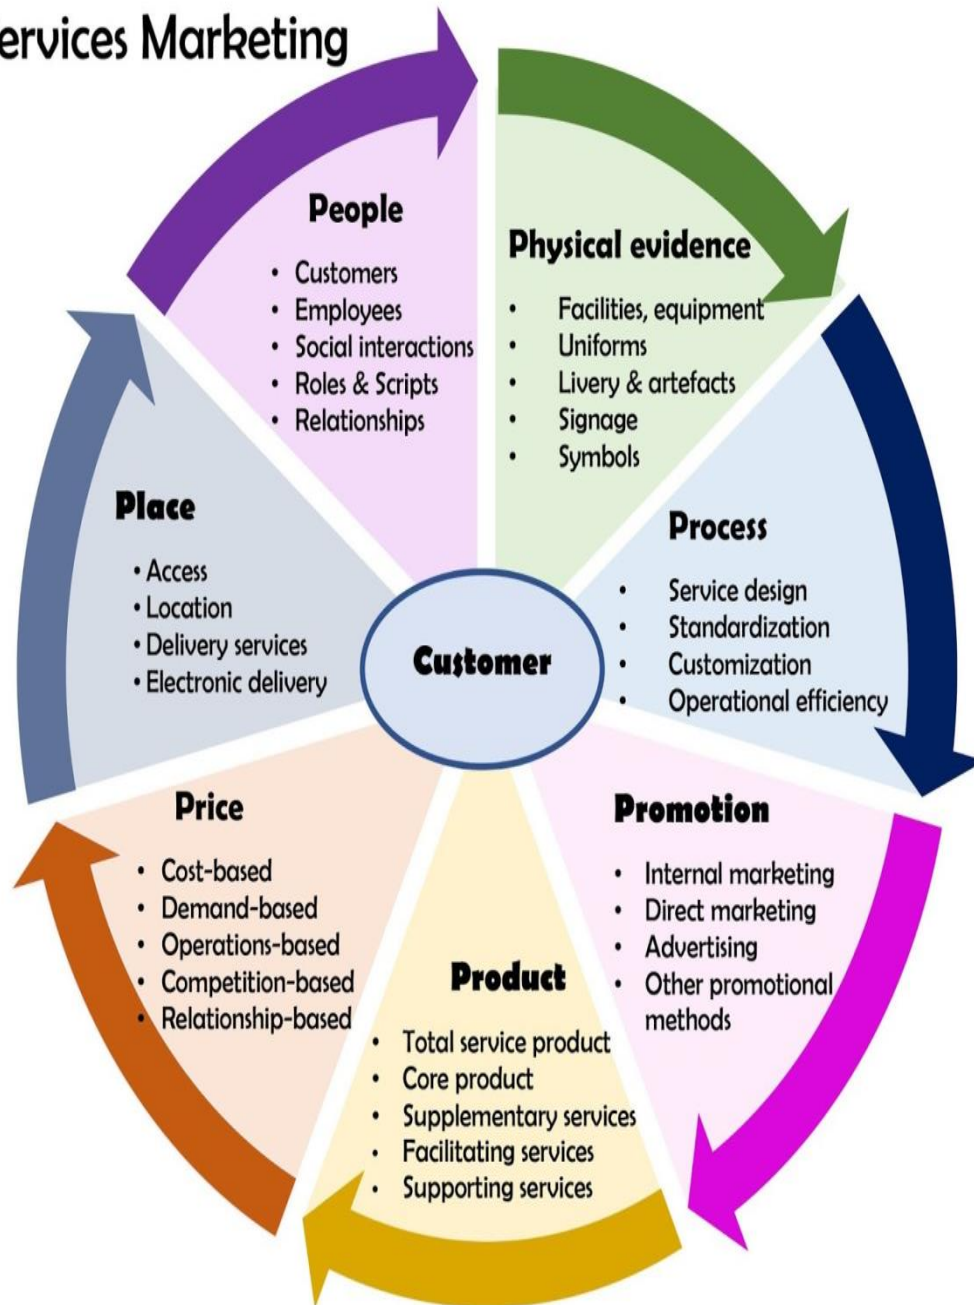 ervices Marketing
People
• Customers
• Employees
• Social interactions
• Roles & Scripts
• Relationships
Physical evidence
• Facilities, equipment
• Uniforms
• Livery & artefacts
• Signage
• Symbols
Process
• Service design
• Standardization
• Customization
• Operational efficiency
Promotion
• Internal marketing
• Direct marketing
• Advertising
• Other promotional
methods
Product
• Total service product
• Core product
• Supplementary services
• Facilitating services
• Supporting services
Price
• Cost-based
• Demand-based
• Operations-based
• Competition-based
• Relationship-based
Place
• Access
• Location
• Delivery services
• Electronic delivery
Customer